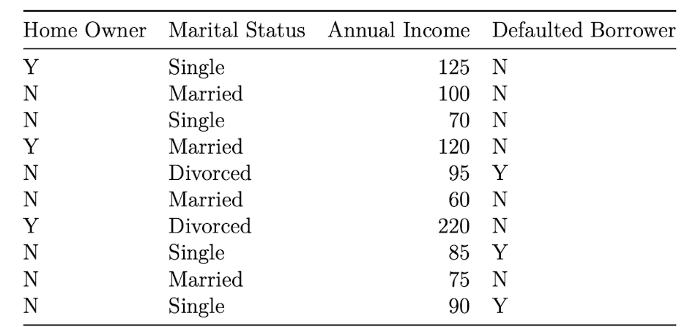 Home Owner Marital Status Annual Income Defaulted Borrower
Y Single 125 N
N Married 100 N
N Single 70 N
Y Married 120 N
N Divorced 95 Y
N Married 60 N
Y Divorced 220 N
N Single 85 Y
N Married 75 N
N Single 90 Y